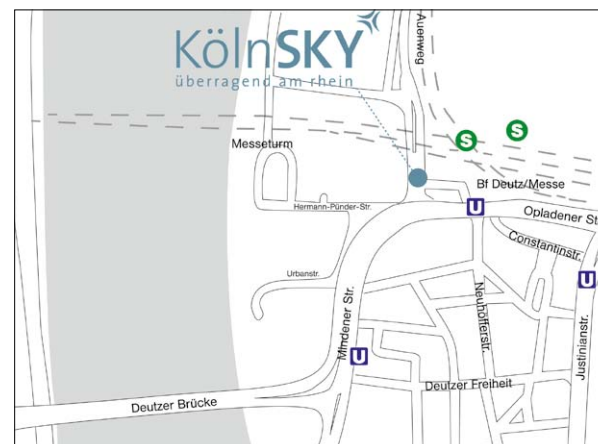 KölnSKY
überragend am rhein
Auenweg
S
S
Messeturm
Bf Deutz/Messe
Hermann-Pünder-Str.
U
Opladener St
Constantinstr.
Urbanstr.
U
Mindener Str.
Neuhöfferstr.
Justinianstr.
U
Deutzer Freiheit
Deutzer Brücke